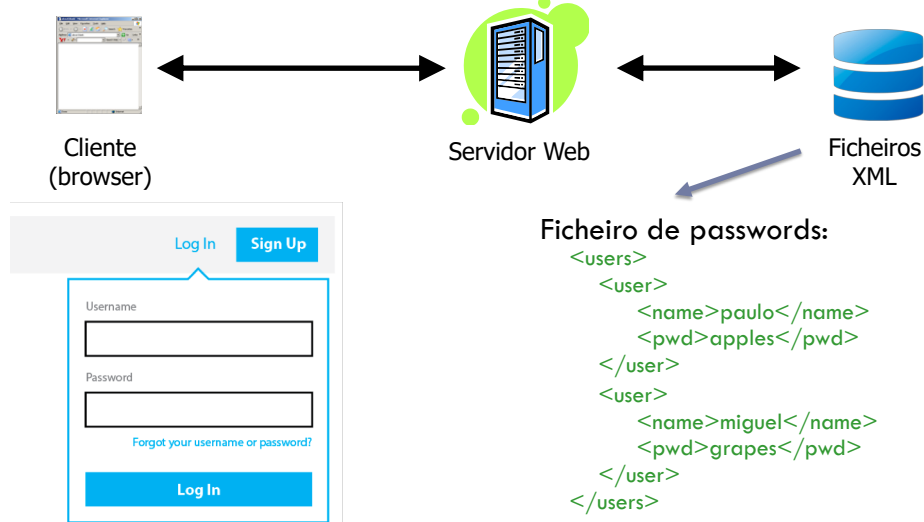 Cliente
(browser)
Servidor Web
Ficheiros
XML
Log In
Sign Up
Username
Password
Forgot your username or password?
Log In
Ficheiro de passwords:
<users>
<user>
<name>paulo</name>
<pwd>apples</pwd>
</user>
<user>
<name>miguel</name>
<pwd>grapes</pwd>
</user>
</users>